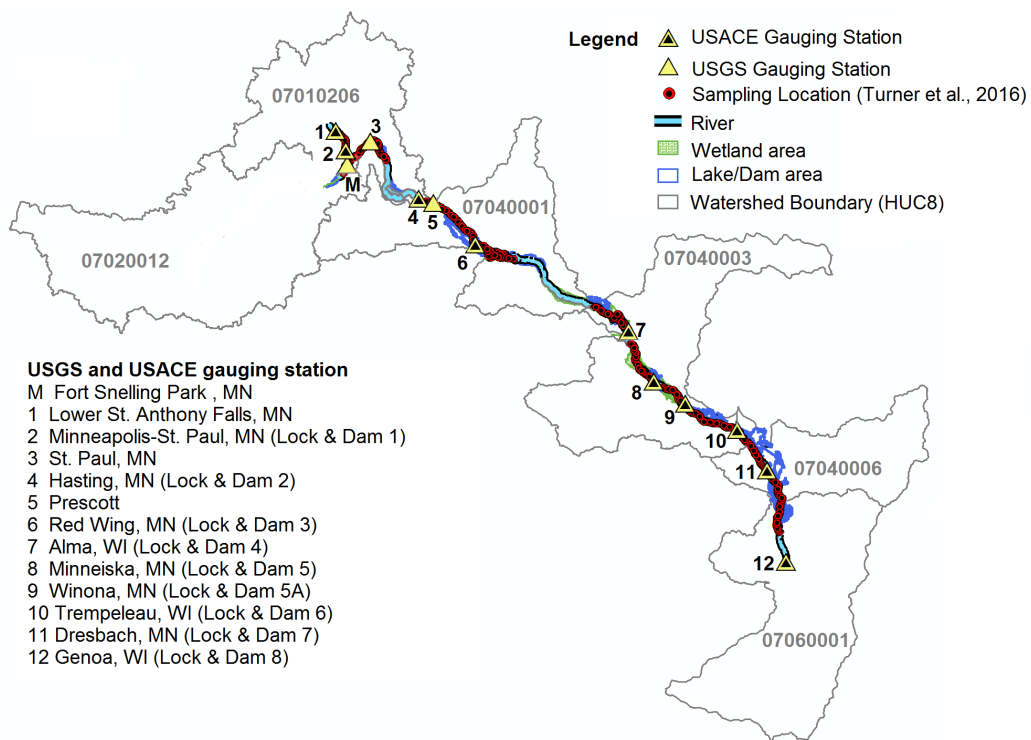 Legend
USACE Gauging Station
USGS Gauging Station
Sampling Location (Turner et al., 2016)
River
Wetland area
Lake/Dam area
Watershed Boundary (HUC8)
07010206
1
2
3
M
4
5
07040001
6
07020012
07040003
7
8
9
10
11
07040006
12
07060001
USGS and USACE gauging station
M Fort Snelling Park , MN
1 Lower St. Anthony Falls, MN
2 Minneapolis-St. Paul, MN (Lock & Dam 1)
3 St. Paul, MN
4 Hasting, MN (Lock & Dam 2)
5 Prescott
6 Red Wing, MN (Lock & Dam 3)
7 Alma, WI (Lock & Dam 4)
8 Minneiska, MN (Lock & Dam 5)
9 Winona, MN (Lock & Dam 5A)
10 Trempeleau, WI (Lock & Dam 6)
11 Dresbach, MN (Lock & Dam 7)
12 Genoa, WI (Lock & Dam 8)